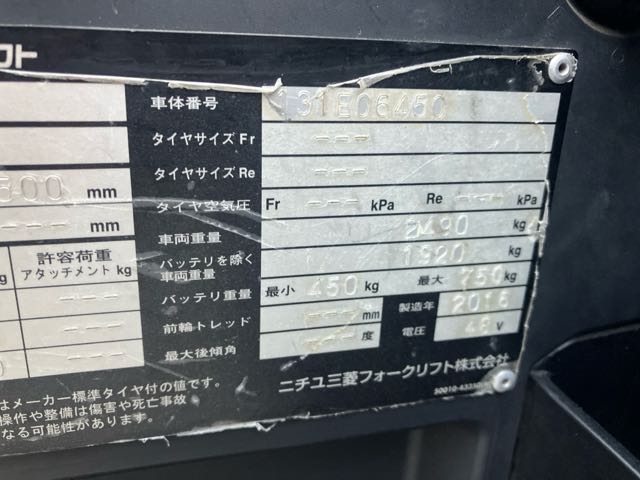 フト
車体番号 131E06450
タイヤサイズ Fr ---
タイヤサイズ Re ---
500 mm タイヤ空気圧 Fr --- kPa Re --- kPa
--- mm 車両重量 2490 kg
許容荷重 バッテリを除く 1920 kg
アタッチメント kg 車両重量
--- バッテリ重量 最小 450 kg 最大 750 kg
--- 前輪トレッド --- mm 製造年
--- 最大後傾角 --- 度 電圧 48 V
ニチユ三菱フォークリフト株式会社
はメーカー標準タイヤ付の値です。
操作や整備は傷害や死亡事故
なる可能性があります。